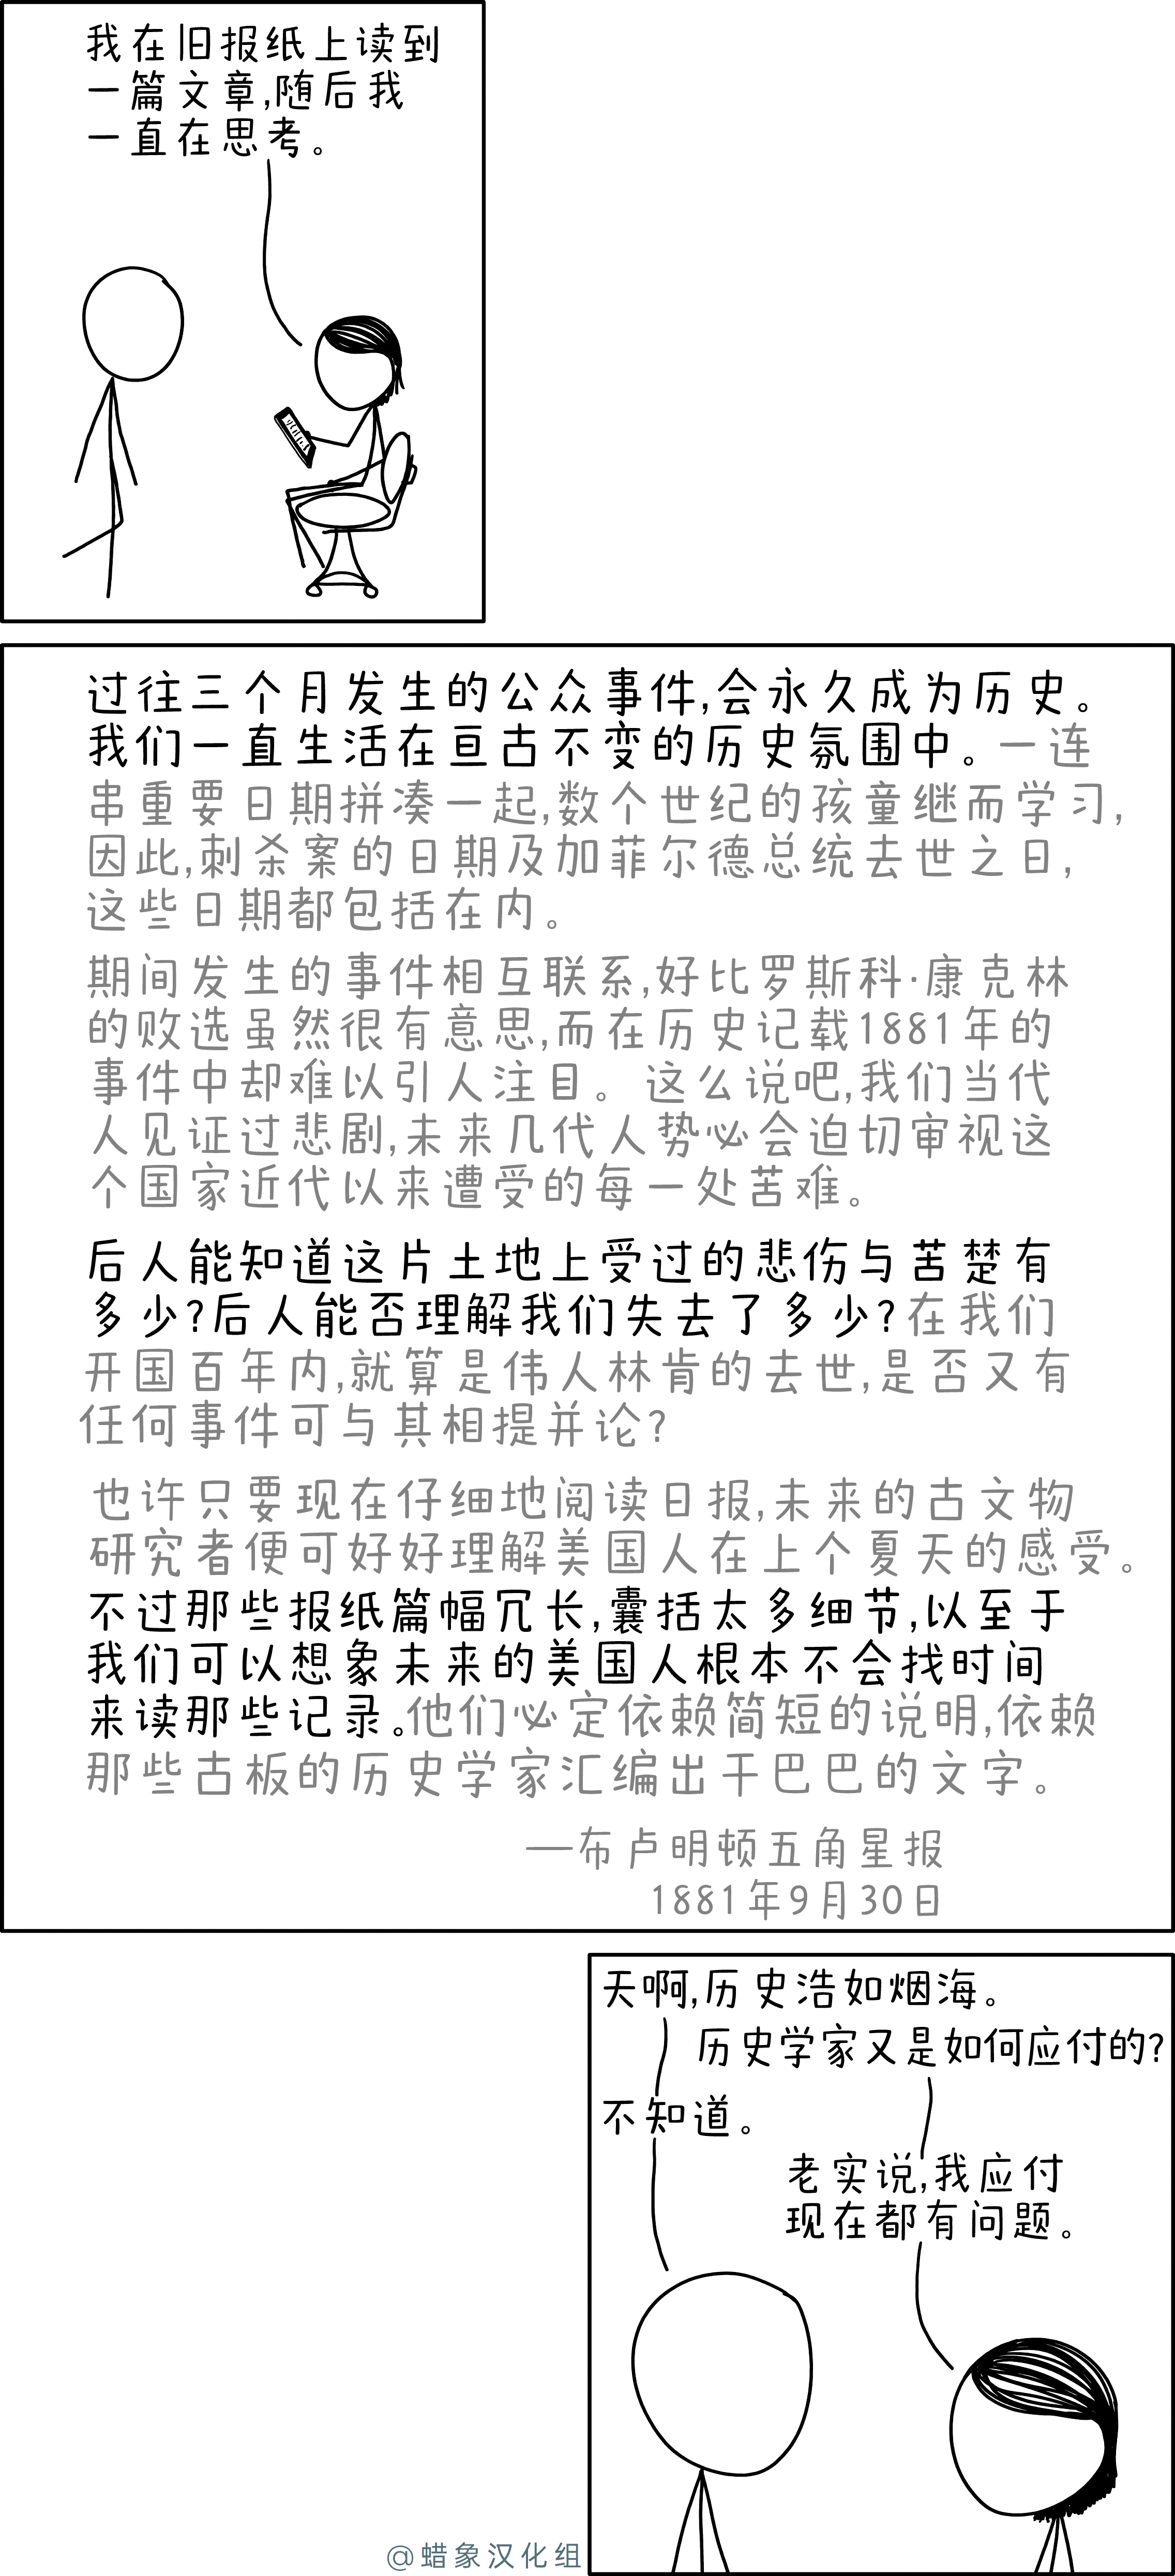 我在旧报纸上读到
一篇文章,随后我
一直在思考。
过往三个月发生的公众事件,会永久成为历史。
我们一直生活在亘古不变的历史氛围中。一连
串重要日期拼凑一起,数个世纪的孩童继而学习,
因此,刺杀案的日期及加菲尔德总统去世之日,
这些日期都包括在内。
期间发生的事件相互联系,好比罗斯科·康克林
的败选虽然很有意思,而在历史记载1881年的
事件中却难以引人注目。这么说吧,我们当代
人见证过悲剧,未来几代人势必会迫切审视这
个国家近代以来遭受的每一处苦难。
后人能知道这片土地上受过的悲伤与苦楚有
多少?后人能否理解我们失去了多少?在我们
开国百年内,就算是伟人林肯的去世,是否又有
任何事件可与其相提并论?
也许只要现在仔细地阅读日报,未来的古文物
研究者便可好好理解美国人在上个夏天的感受。
不过那些报纸篇幅冗长,囊括太多细节,以至于
我们可以想象未来的美国人根本不会找时间
来读那些记录。他们必定依赖简短的说明,依赖
那些古板的历史学家汇编出干巴巴的文字。
—布卢明顿五角星报
1881年9月30日
天啊,历史浩如烟海。
历史学家又是如何应付的?
不知道。
老实说,我应付
现在都有问题。
@蜡象汉化组